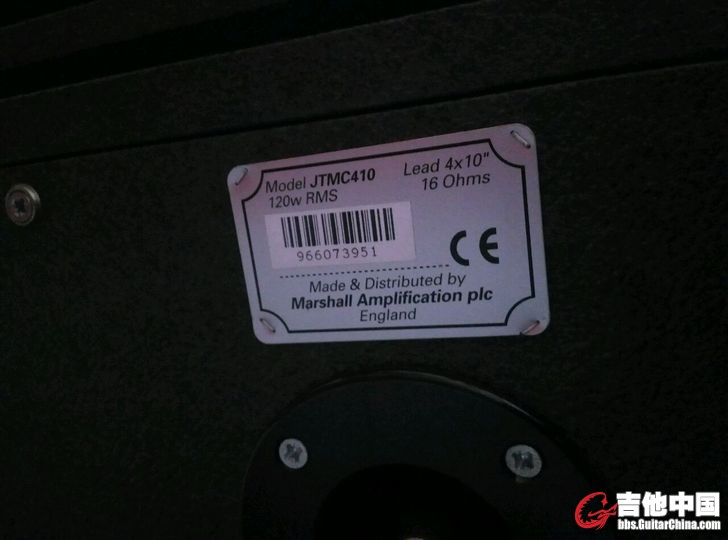 Model JTMC410
Lead 4x10"
120w RMS
16 Ohms
966073951
CE
Made & Distributed by
Marshall Amplification plc
England
吉他中国
bbs.GuitarChina.com